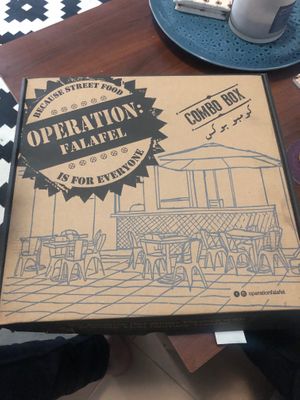 BECAUSE STREET FOOD
OPERATION:
FALAFEL
IS FOR EVERYONE
COMBO BOX
كومبو بوكس
operationfalafel